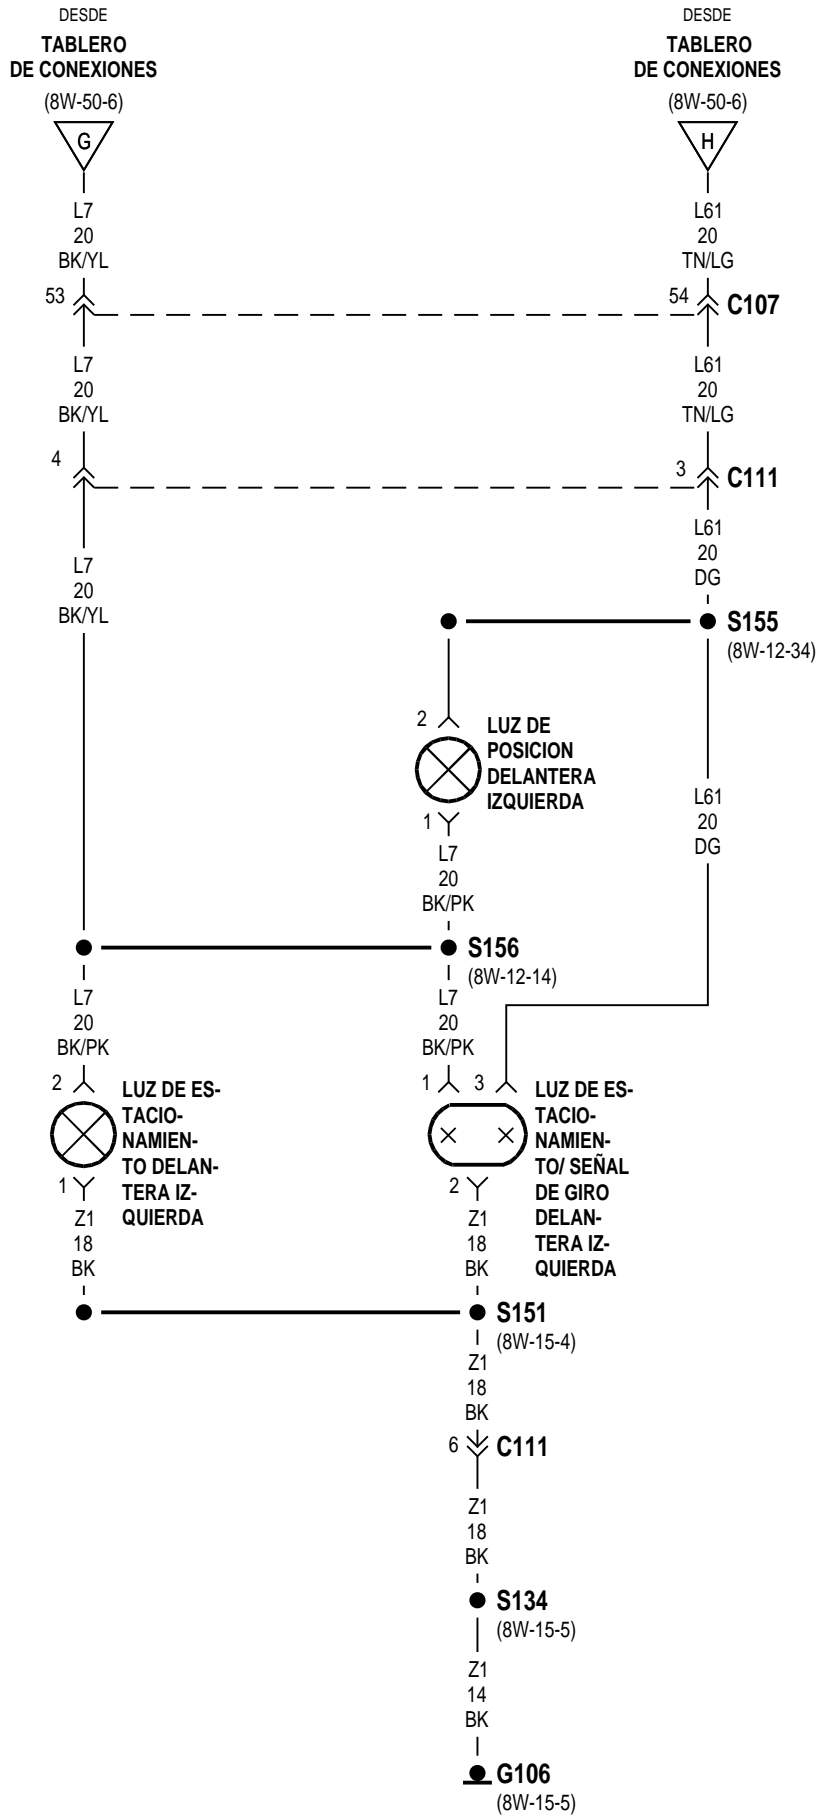 DESDE
TABLERO
DE CONEXIONES
(8W-50-6)
G
DESDE
TABLERO
DE CONEXIONES
(8W-50-6)
H
L7
20
BK/YL
L61
20
TN/LG
53
54
C107
L7
20
BK/YL
L61
20
TN/LG
4
3
C111
L7
20
BK/YL
L61
20
DG
S155
(8W-12-34)
2
LUZ DE
POSICION
DELANTERA
IZQUIERDA
1
L61
20
DG
L7
20
BK/PK
S156
(8W-12-14)
L7
20
BK/PK
L7
20
BK/PK
2
LUZ DE ES-
TACIO-
NAMIEN-
TO DELAN-
TERA IZ-
QUIERDA
1
1
3
LUZ DE ES-
TACIO-
NAMIEN-
TO/ SEÑAL
DE GIRO
DELAN-
TERA IZ-
QUIERDA
2
Z1
18
BK
Z1
18
BK
S151
(8W-15-4)
Z1
18
BK
6
C111
Z1
18
BK
S134
(8W-15-5)
Z1
14
BK
G106
(8W-15-5)